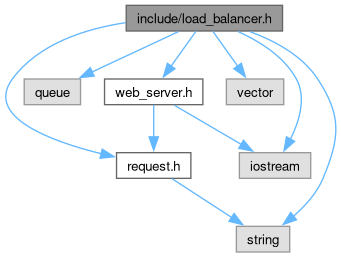 include/load_balancer.h
queue
web_server.h
vector
request.h
iostream
string